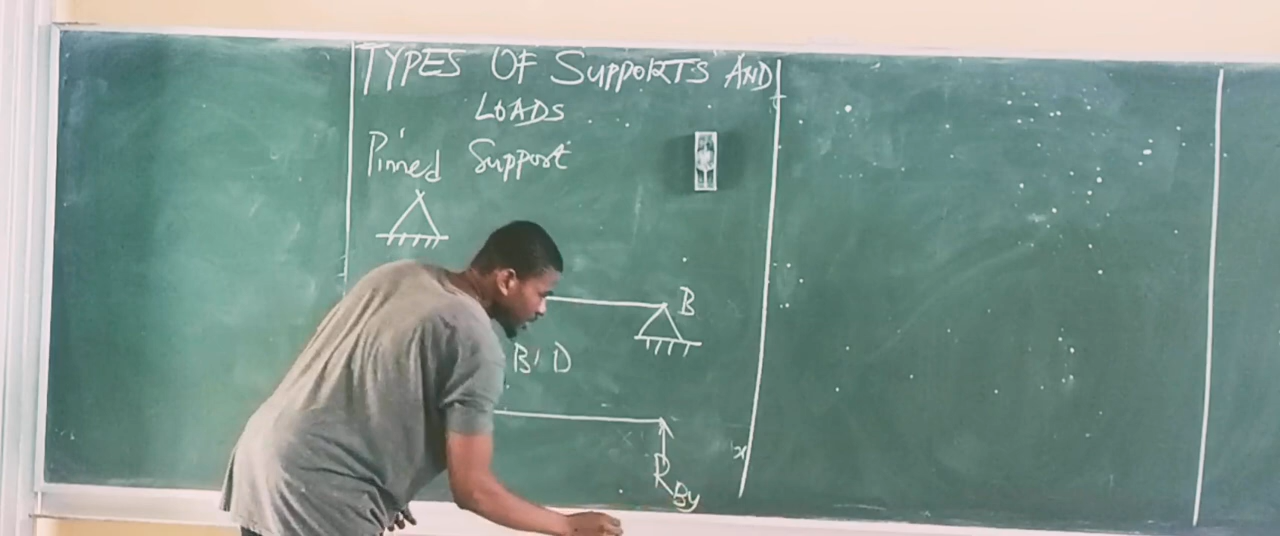 TYPES OF SUPPORTS AND
LOADS
Pinned Support
B
B'D
R By